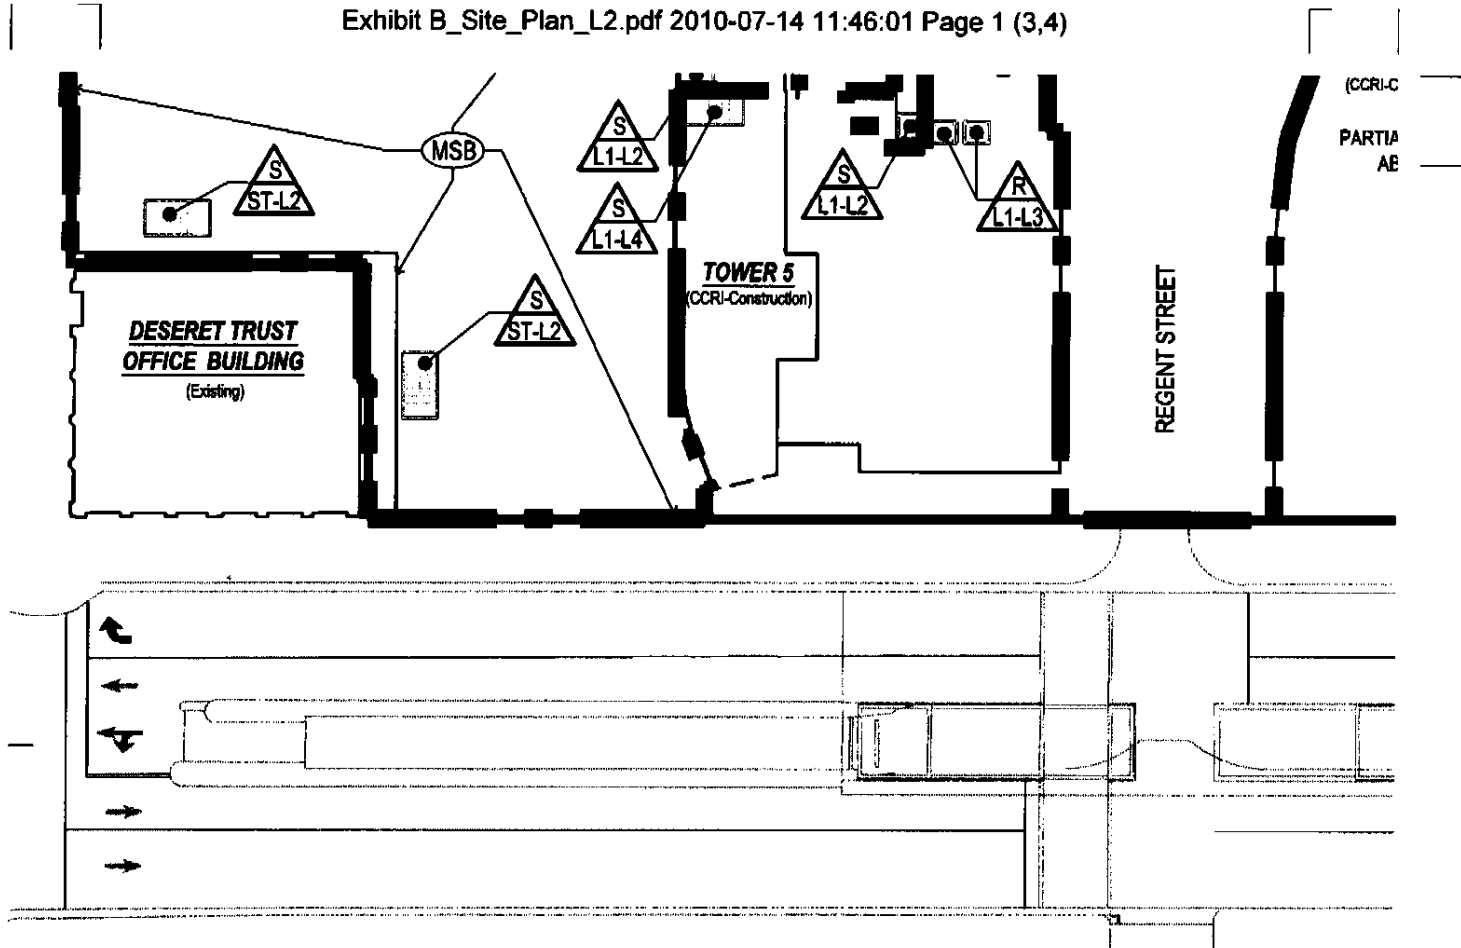 Exhibit B_Site_Plan_L2.pdf 2010-07-14 11:46:01 Page 1 (3,4)
(CCRI-C
PARTIA
AB
MSB
S
L1-L2
S
ST-L2
S
L1-L4
S
L1-L2
R
L1-L3
TOWER 5
(CCRI-Construction)
S
ST-L2
DESERET TRUST
OFFICE BUILDING
(Existing)
REGENT STREET